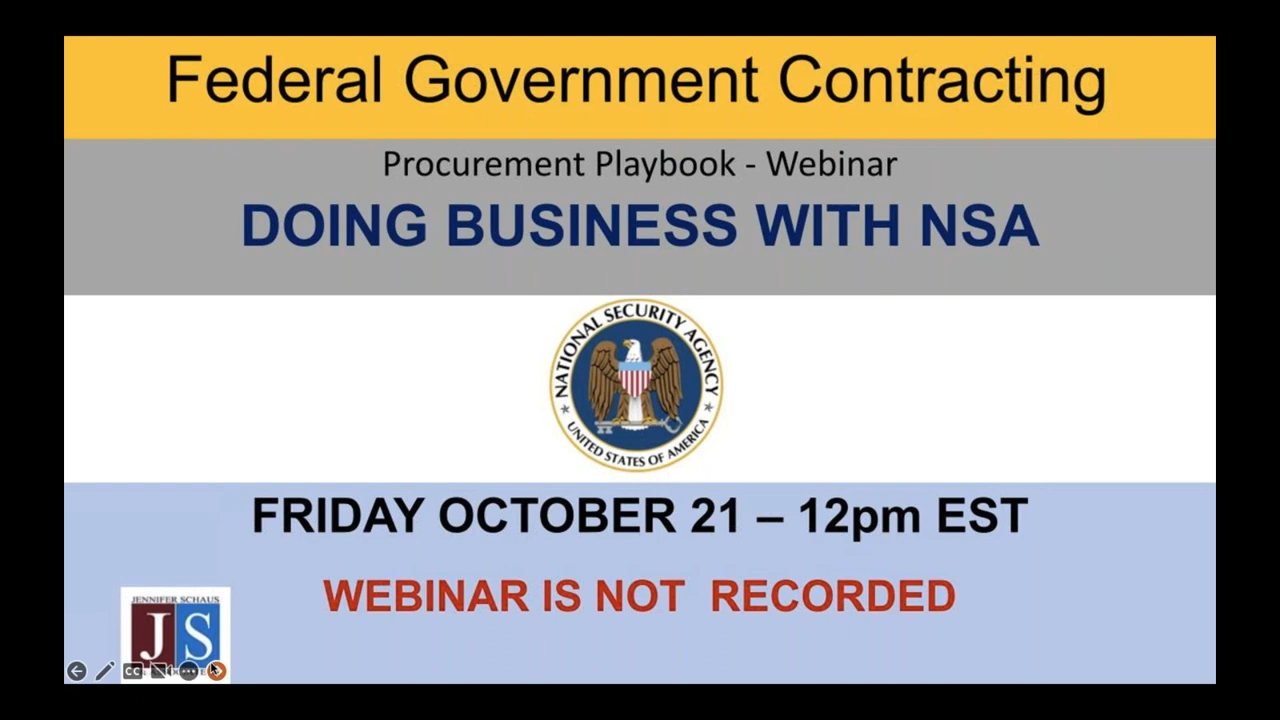 Federal Government Contracting
Procurement Playbook - Webinar
DOING BUSINESS WITH NSA
NATIONAL SECURITY AGENCY
UNITED STATES OF AMERICA
FRIDAY OCTOBER 21 – 12pm EST
WEBINAR IS NOT RECORDED
JENNIFER SCHAUS
JS
CC